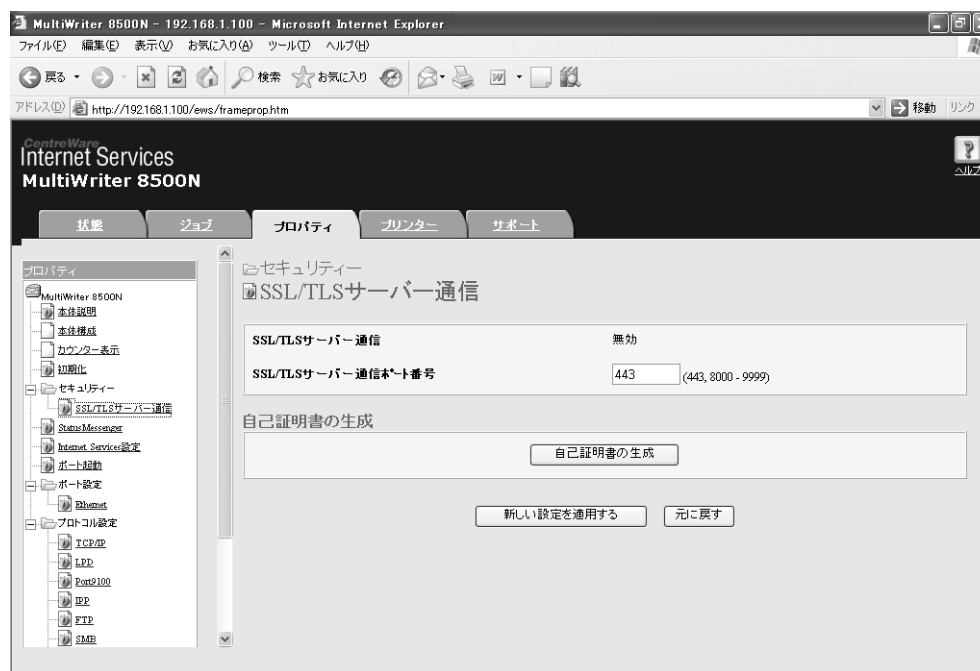 MultiWriter 8500N - 192.168.1.100 - Microsoft Internet Explorer
ファイル(F) 編集(E) 表示(V) お気に入り(A) ツール(T) ヘルプ(H)
戻る 検索 お気に入り
アドレス(D) http://192.168.1.100/ews/frameprop.htm 移動 リンク
CentreWare
Internet Services
MultiWriter 8500N
ヘルプ
状態 ジョブ プロパティ プリンター サポート
プロパティ
MultiWriter 8500N
本体説明
本体構成
カウンター表示
初期化
セキュリティー
SSL/TLSサーバー通信
StatusMessenger
Internet Services設定
ポート起動
ポート設定
Ethernet
プロトコル設定
TCP/IP
LPD
Port9100
IPP
FTP
SMB
セキュリティー
SSL/TLSサーバー通信
SSL/TLSサーバー通信 無効
SSL/TLSサーバー通信ポート番号 443 (443, 8000 - 9999)
自己証明書の生成
自己証明書の生成
新しい設定を適用する 元に戻す